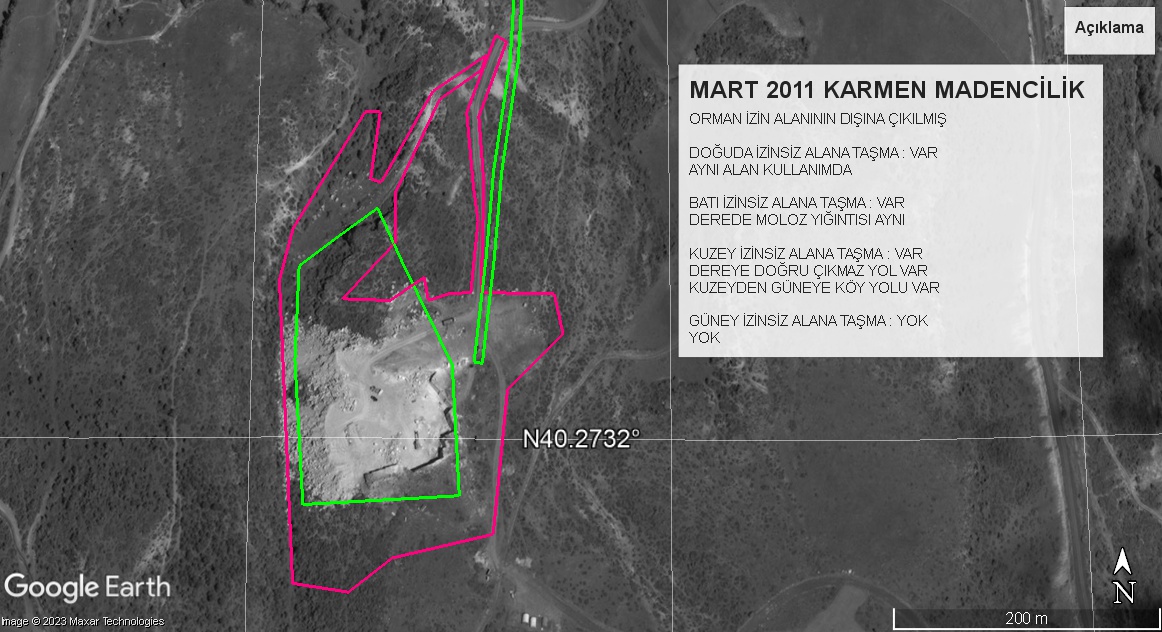 Açıklama
MART 2011 KARMEN MADENCİLİK
ORMAN İZİN ALANININ DIŞINA ÇIKILMIŞ
DOĞUDA İZİNSİZ ALANA TAŞMA : VAR
AYNI ALAN KULLANIMDA
BATI İZİNSİZ ALANA TAŞMA : VAR
DEREDE MOLOZ YIĞINTISI AYNI
KUZEY İZİNSİZ ALANA TAŞMA : VAR
DEREYE DOĞRU ÇIKMAZ YOL VAR
KUZEYDEN GÜNEYE KÖY YOLU VAR
GÜNEY İZİNSİZ ALANA TAŞMA : YOK
YOK
N40.2732°
Google Earth
Image © 2023 Maxar Technologies
N
200 m